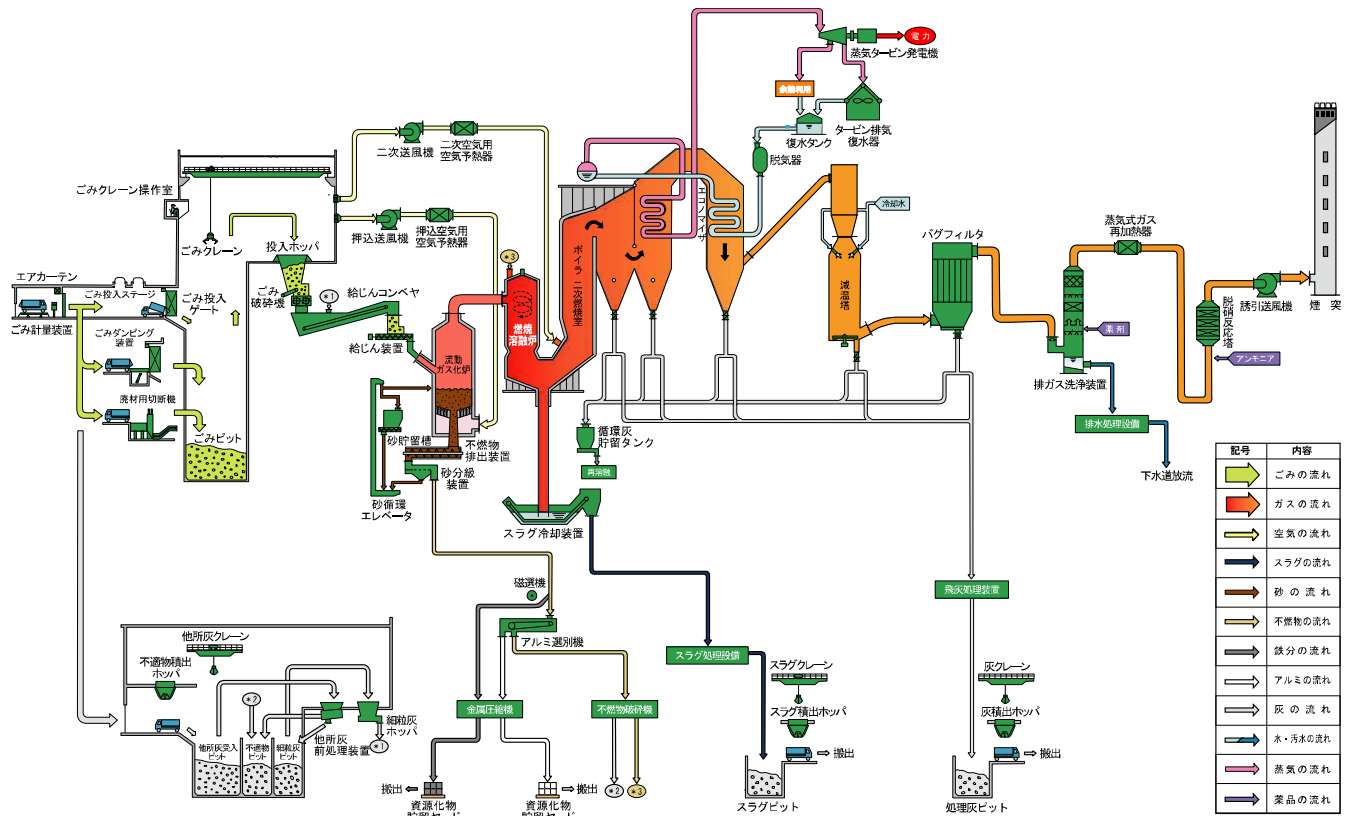 電力
蒸気タービン発電機
余熱利用
タービン排気
復水器
復水タンク
脱気器
二次送風機
二次空気用
空気予熱器
押込送風機
押込空気用
空気予熱器
ごみクレーン操作室
ごみクレーン
投入ホッパ
エアカーテン
ごみ投入ステージ
ごみ投入
ゲート
ごみ計量装置
ごみダンピング
装置
廃材用切断機
ごみピット
ごみ
破砕機
*1
給じんコンベヤ
給じん装置
*3
燃焼
溶融炉
流動
ガス化炉
砂貯留槽
不燃物
排出装置
砂分級
装置
砂循環
エレベータ
ボイラ 二次燃焼室
エコノマイザ
冷却水
減温塔
バグフィルタ
蒸気式ガス
再加熱器
薬剤
排ガス洗浄装置
脱硝反応塔
アンモニア
誘引送風機
煙突
排水処理設備
下水道放流
循環灰
貯留タンク
再溶融
スラグ冷却装置
磁選機
アルミ選別機
金属圧縮機
不燃物破砕機
スラグ処理設備
飛灰処理装置
他所灰クレーン
不適物積出
ホッパ
*2
細粒灰
ホッパ
*1
他所灰
前処理装置
他所灰受入
ピット
不適物
ピット
細粒灰
ピット
搬出
資源化物
貯留ヤード
搬出
資源化物
貯留ヤード
*2
*3
スラグクレーン
スラグ積出ホッパ
搬出
スラグピット
灰クレーン
灰積出ホッパ
搬出
処理灰ピット
記号 内容
ごみの流れ
ガスの流れ
空気の流れ
スラグの流れ
砂の流れ
不燃物の流れ
鉄分の流れ
アルミの流れ
灰の流れ
水・汚水の流れ
蒸気の流れ
薬品の流れ